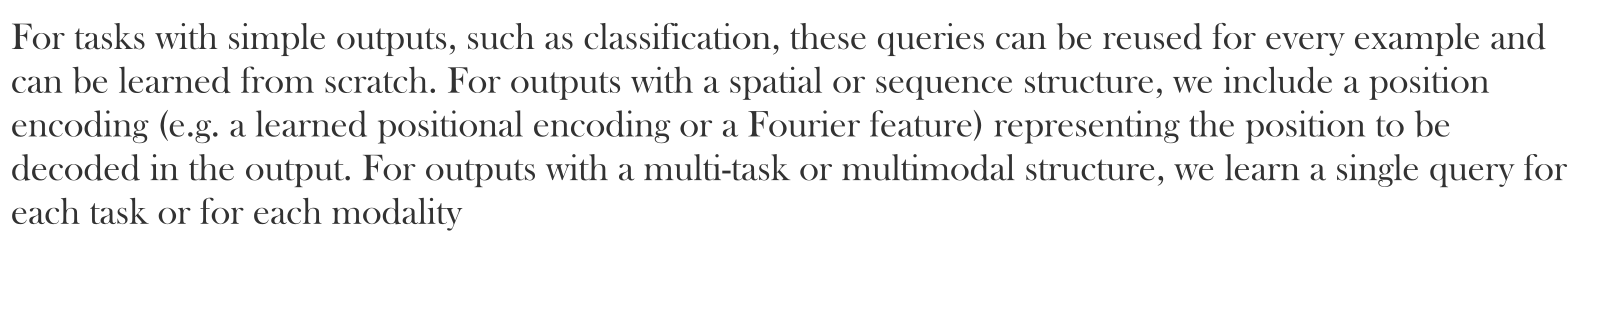 For tasks with simple outputs, such as classification, these queries can be reused for every example and
can be learned from scratch. For outputs with a spatial or sequence structure, we include a position
encoding (e.g. a learned positional encoding or a Fourier feature) representing the position to be
decoded in the output. For outputs with a multi-task or multimodal structure, we learn a single query for
each task or for each modality